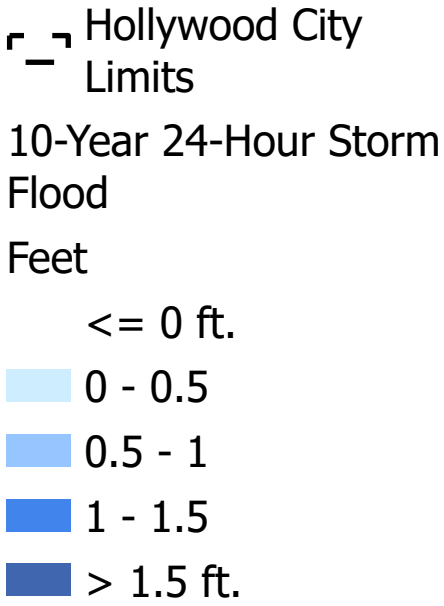 Hollywood City
Limits
10-Year 24-Hour Storm
Flood
Feet
<= 0 ft.
0 - 0.5
0.5 - 1
1 - 1.5
> 1.5 ft.